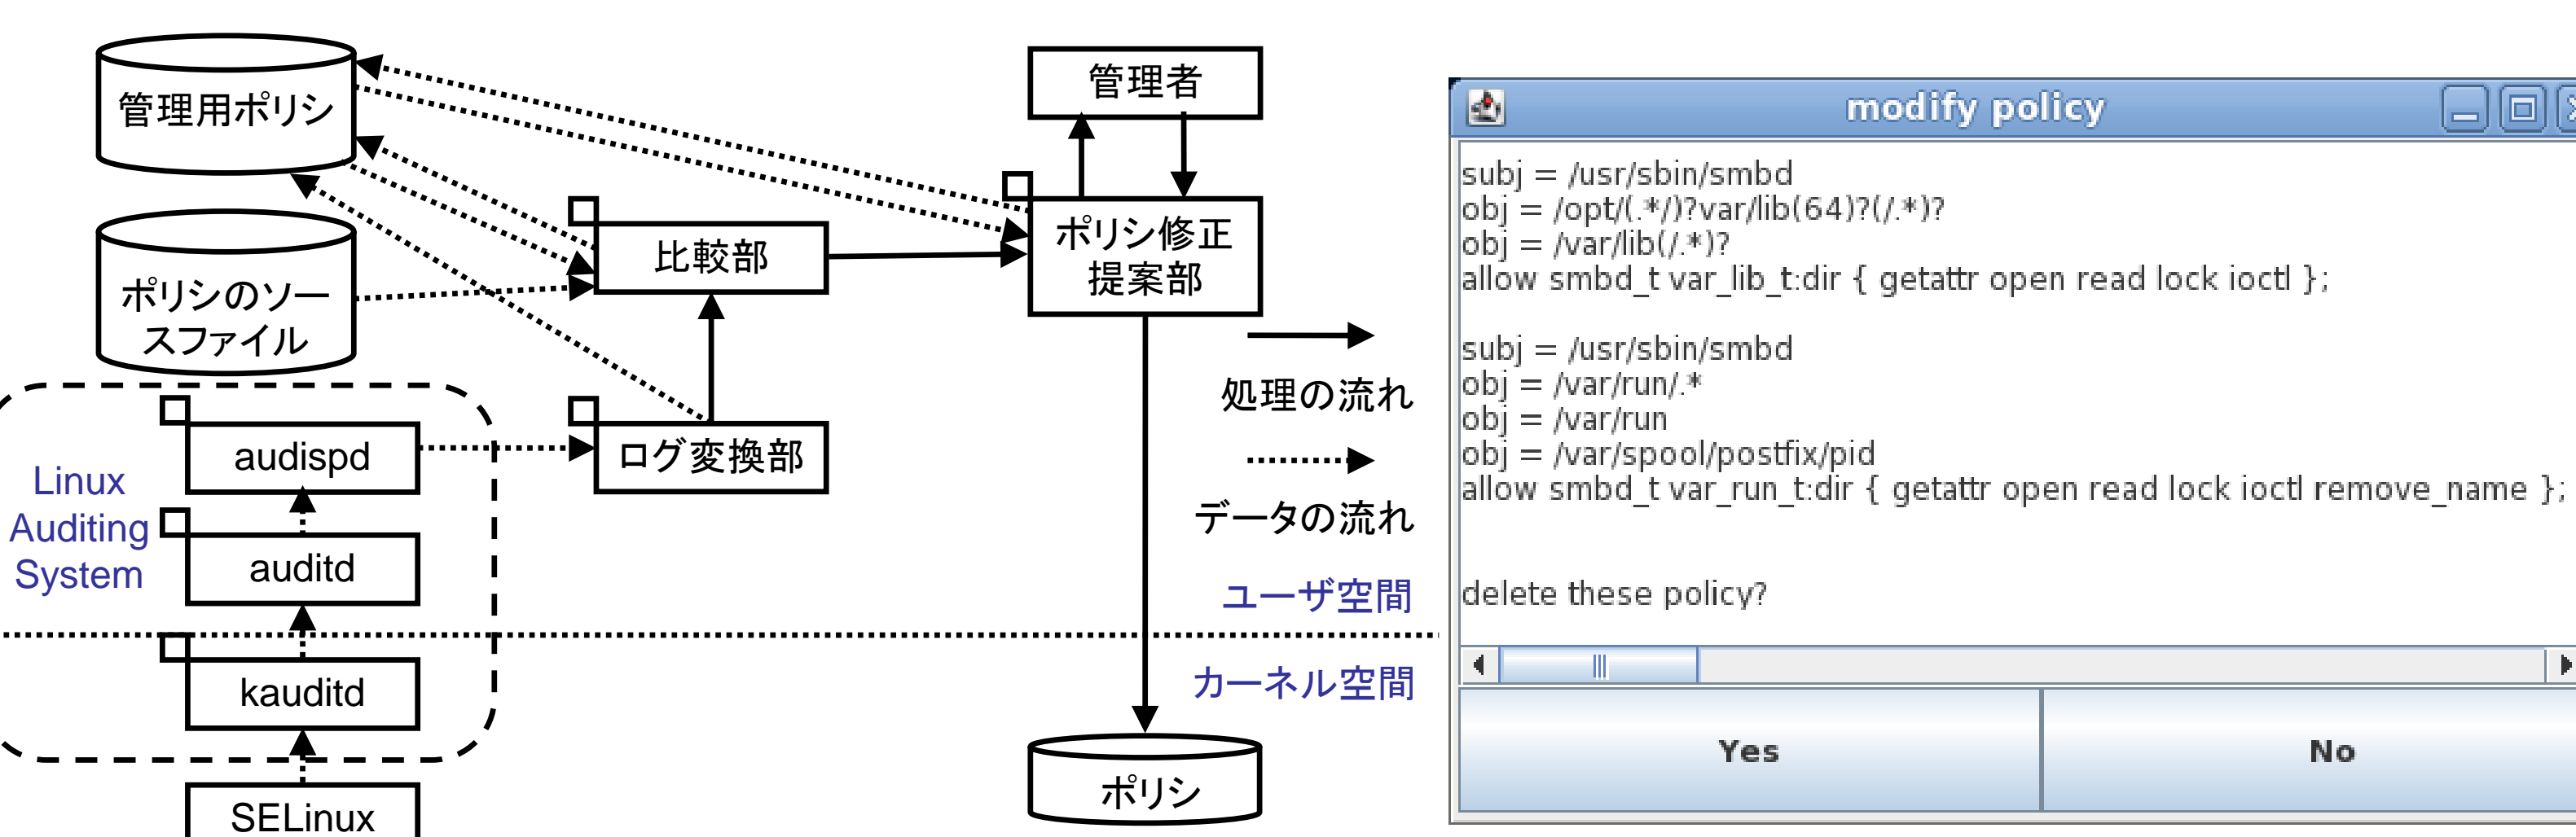 管理用ポリシ
ポリシのソー
スファイル
管理者
比較部
ポリシ修正
提案部
処理の流れ
データの流れ
ログ変換部
Linux
Auditing
System
audispd
auditd
kauditd
SELinux
ユーザ空間
カーネル空間
ポリシ
modify policy
subj = /usr/sbin/smbd
obj = /opt/(.*/)?var/lib(64)?(/.*)?
obj = /var/lib(/.*)?
allow smbd_t var_lib_t:dir { getattr open read lock ioctl };
subj = /usr/sbin/smbd
obj = /var/run/.*
obj = /var/run
obj = /var/spool/postfix/pid
allow smbd_t var_run_t:dir { getattr open read lock ioctl remove_name };
delete these policy?
Yes
No